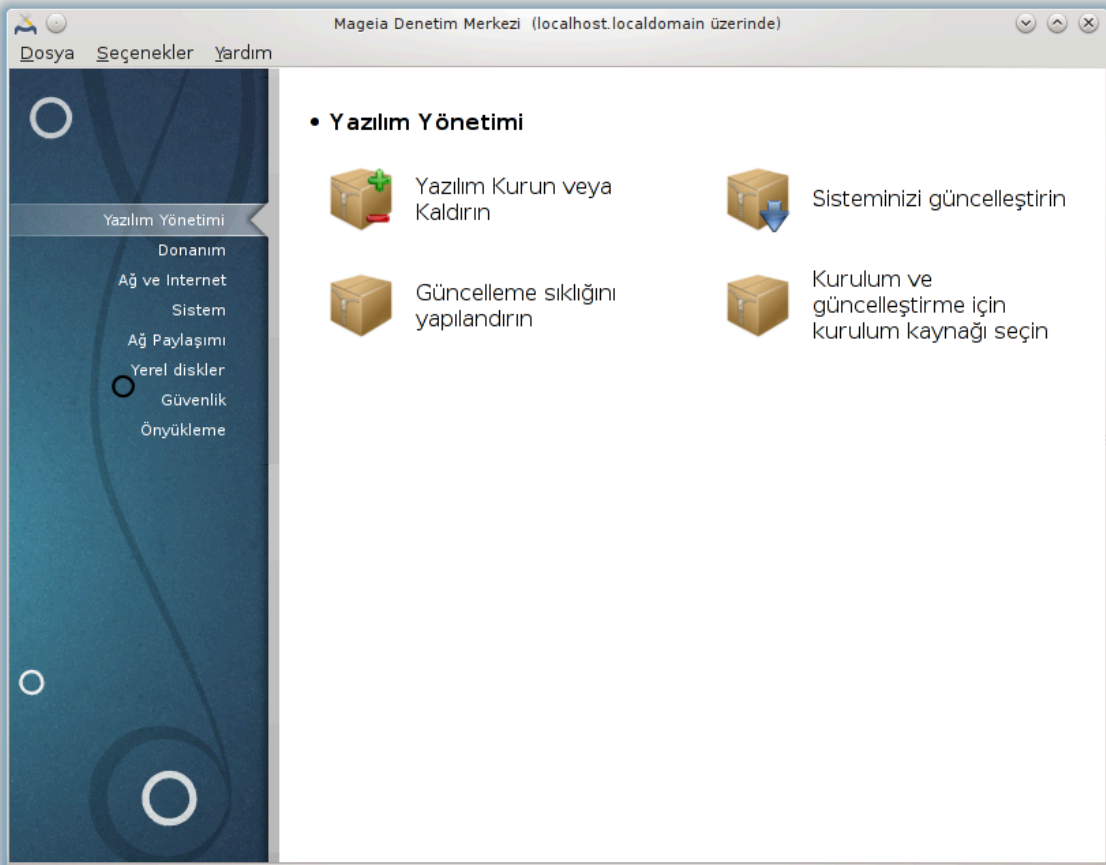 Mageia Denetim Merkezi (localhost.localdomain üzerinde)
Dosya Seçenekler Yardım
Yazılım Yönetimi
Donanım
Ağ ve Internet
Sistem
Ağ Paylaşımı
Yerel diskler
Güvenlik
Önyükleme
• Yazılım Yönetimi
Yazılım Kurun veya
Kaldırın
Sisteminizi güncelleştirin
Güncelleme sıklığını
yapılandırın
Kurulum ve
güncelleştirme için
kurulum kaynağı seçin